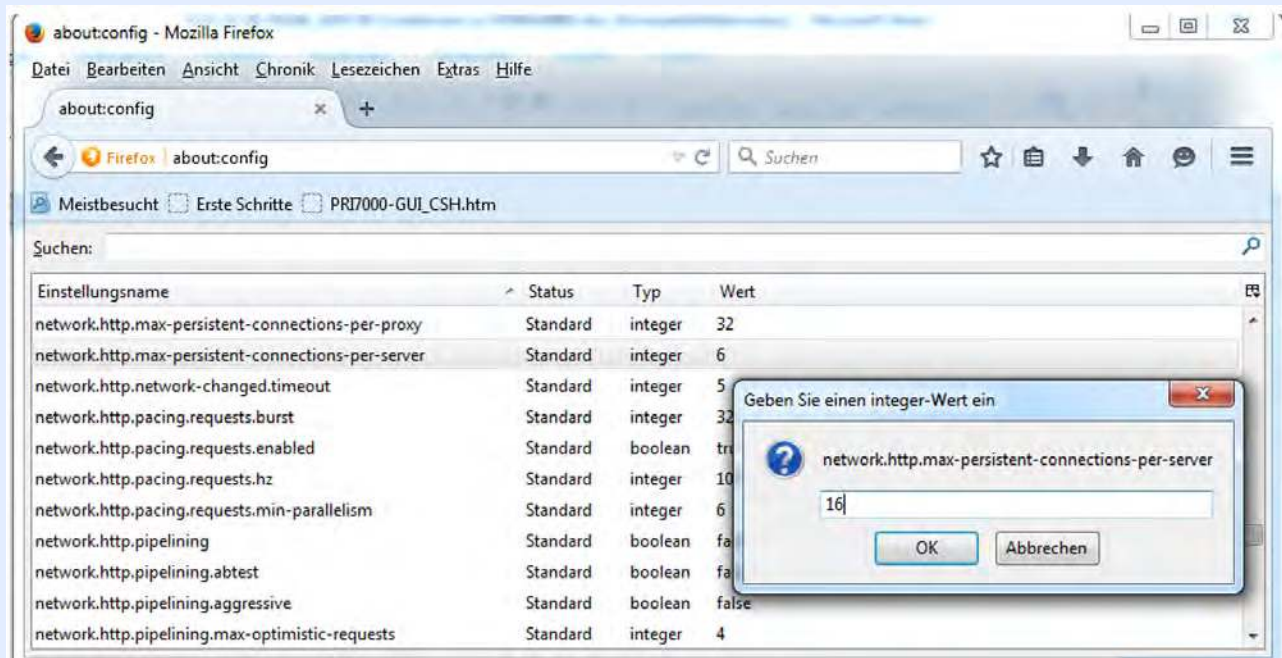 about:config - Mozilla Firefox
Datei Bearbeiten Ansicht Chronik Lesezeichen Extras Hilfe
about:config
Firefox about:config Suchen
Meistbesucht Erste Schritte PRI7000-GUI_CSH.htm
Suchen:
Einstellungsname Status Typ Wert
network.http.max-persistent-connections-per-proxy Standard integer 32
network.http.max-persistent-connections-per-server Standard integer 6
network.http.network-changed.timeout Standard integer 5
network.http.pacing.requests.burst Standard integer 32
network.http.pacing.requests.enabled Standard boolean
network.http.pacing.requests.hz Standard integer 10
network.http.pacing.requests.min-parallelism Standard integer 6
network.http.pipelining Standard boolean
network.http.pipelining.abtest Standard boolean
network.http.pipelining.aggressive Standard boolean false
network.http.pipelining.max-optimistic-requests Standard integer 4
Geben Sie einen integer-Wert ein
network.http.max-persistent-connections-per-server
16
OK Abbrechen